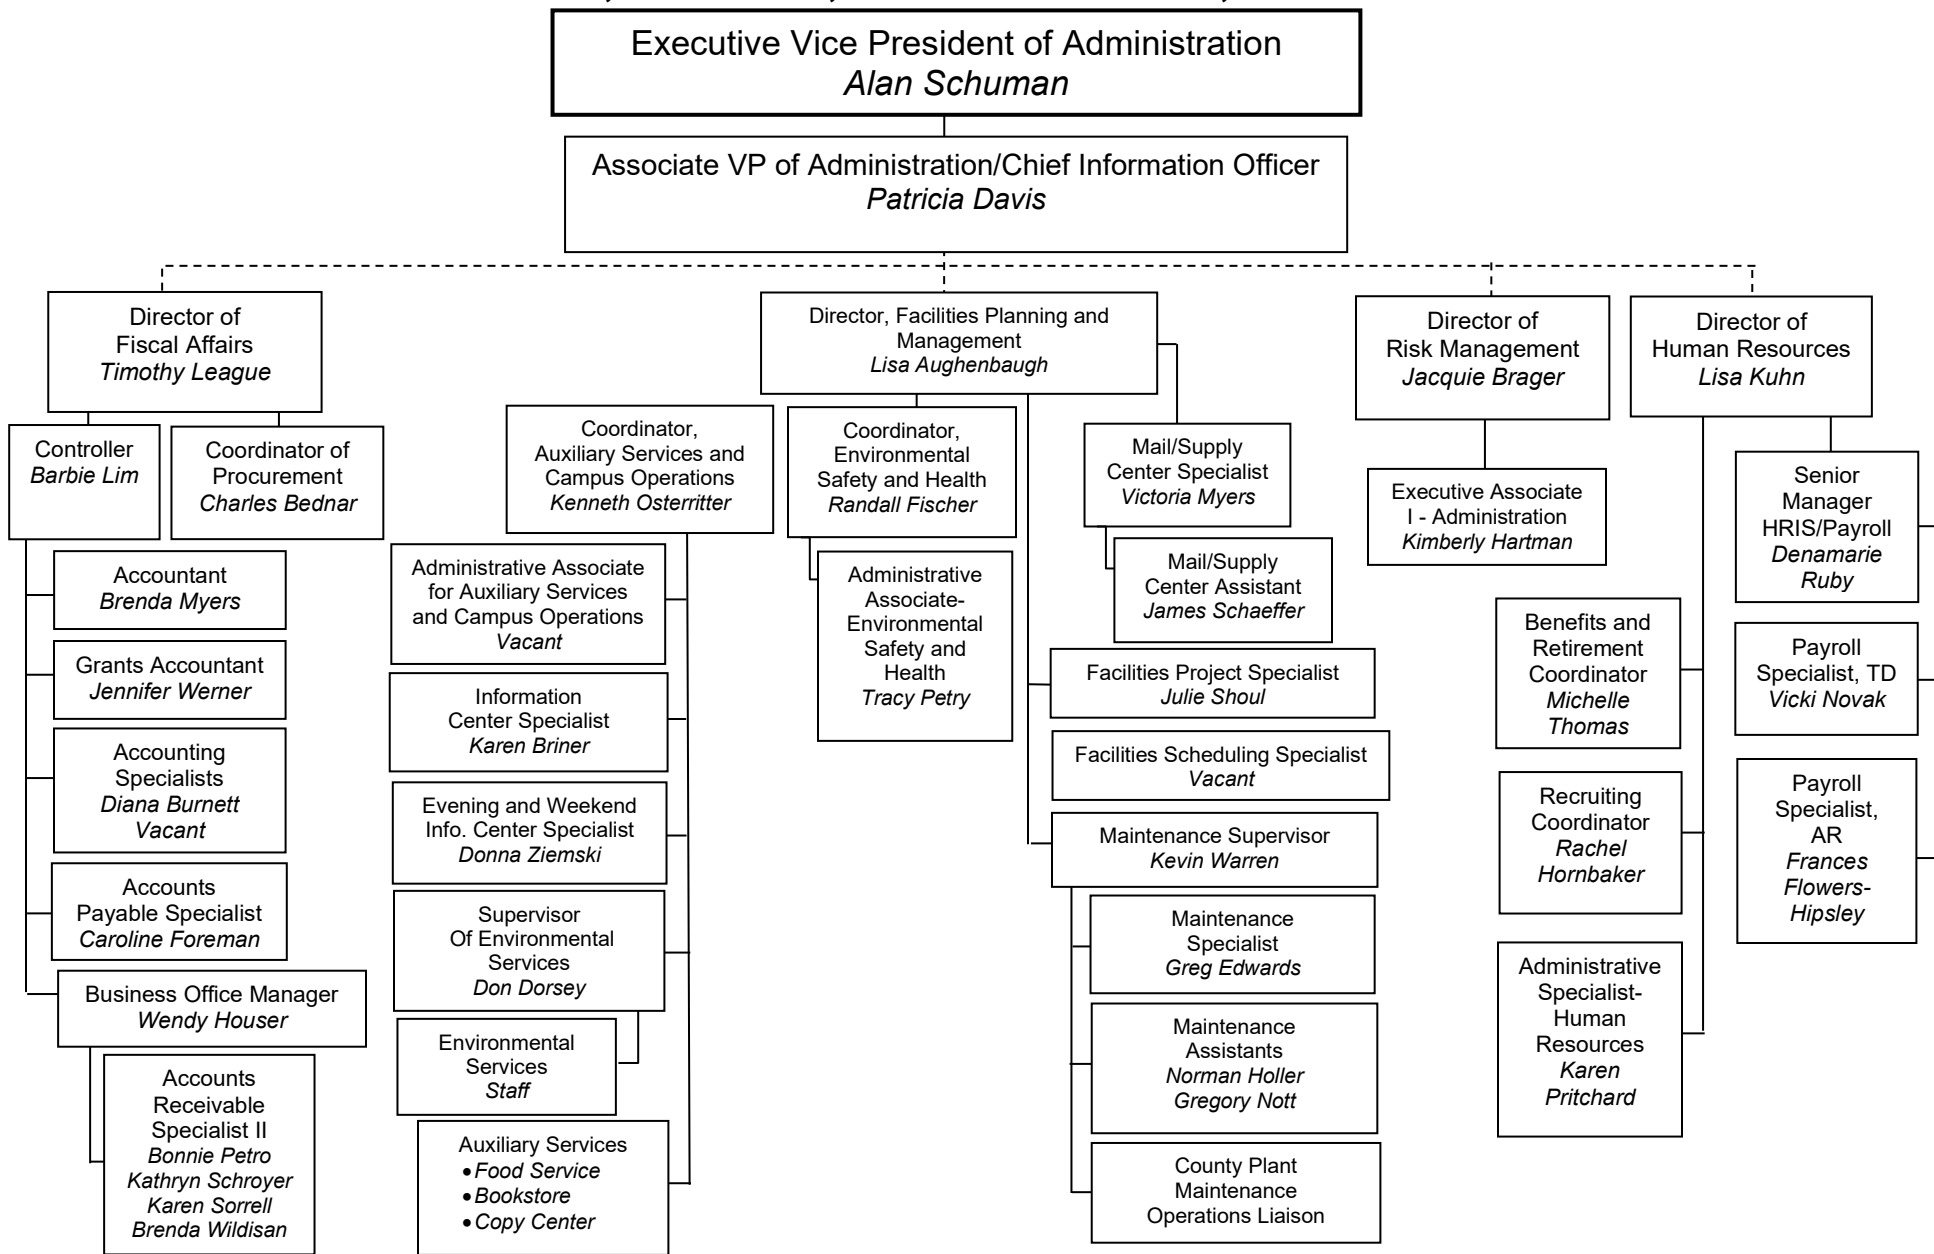 Executive Vice President of Administration
Alan Schuman
Associate VP of Administration/Chief Information Officer
Patricia Davis
Director of
Fiscal Affairs
Timothy League
Controller
Barbie Lim
Coordinator of
Procurement
Charles Bednar
Accountant
Brenda Myers
Grants Accountant
Jennifer Werner
Accounting
Specialists
Diana Burnett
Vacant
Accounts
Payable Specialist
Caroline Foreman
Business Office Manager
Wendy Houser
Accounts
Receivable
Specialist II
Bonnie Petro
Kathryn Schroyer
Karen Sorrell
Brenda Wildisan
Coordinator,
Auxiliary Services and
Campus Operations
Kenneth Osterritter
Administrative Associate
for Auxiliary Services
and Campus Operations
Vacant
Information
Center Specialist
Karen Briner
Evening and Weekend
Info. Center Specialist
Donna Ziemski
Supervisor
Of Environmental
Services
Don Dorsey
Environmental
Services
Staff
Auxiliary Services
• Food Service
• Bookstore
• Copy Center
Director, Facilities Planning and
Management
Lisa Aughenbaugh
Coordinator,
Environmental
Safety and Health
Randall Fischer
Administrative
Associate-
Environmental
Safety and
Health
Tracy Petry
Mail/Supply
Center Specialist
Victoria Myers
Mail/Supply
Center Assistant
James Schaeffer
Facilities Project Specialist
Julie Shoul
Facilities Scheduling Specialist
Vacant
Maintenance Supervisor
Kevin Warren
Maintenance
Specialist
Greg Edwards
Maintenance
Assistants
Norman Holler
Gregory Nott
County Plant
Maintenance
Operations Liaison
Director of
Risk Management
Jacquie Brager
Executive Associate
I - Administration
Kimberly Hartman
Director of
Human Resources
Lisa Kuhn
Benefits and
Retirement
Coordinator
Michelle
Thomas
Recruiting
Coordinator
Rachel
Hornbaker
Administrative
Specialist-
Human
Resources
Karen
Pritchard
Senior
Manager
HRIS/Payroll
Denamarie
Ruby
Payroll
Specialist, TD
Vicki Novak
Payroll
Specialist,
AR
Frances
Flowers-
Hipsley